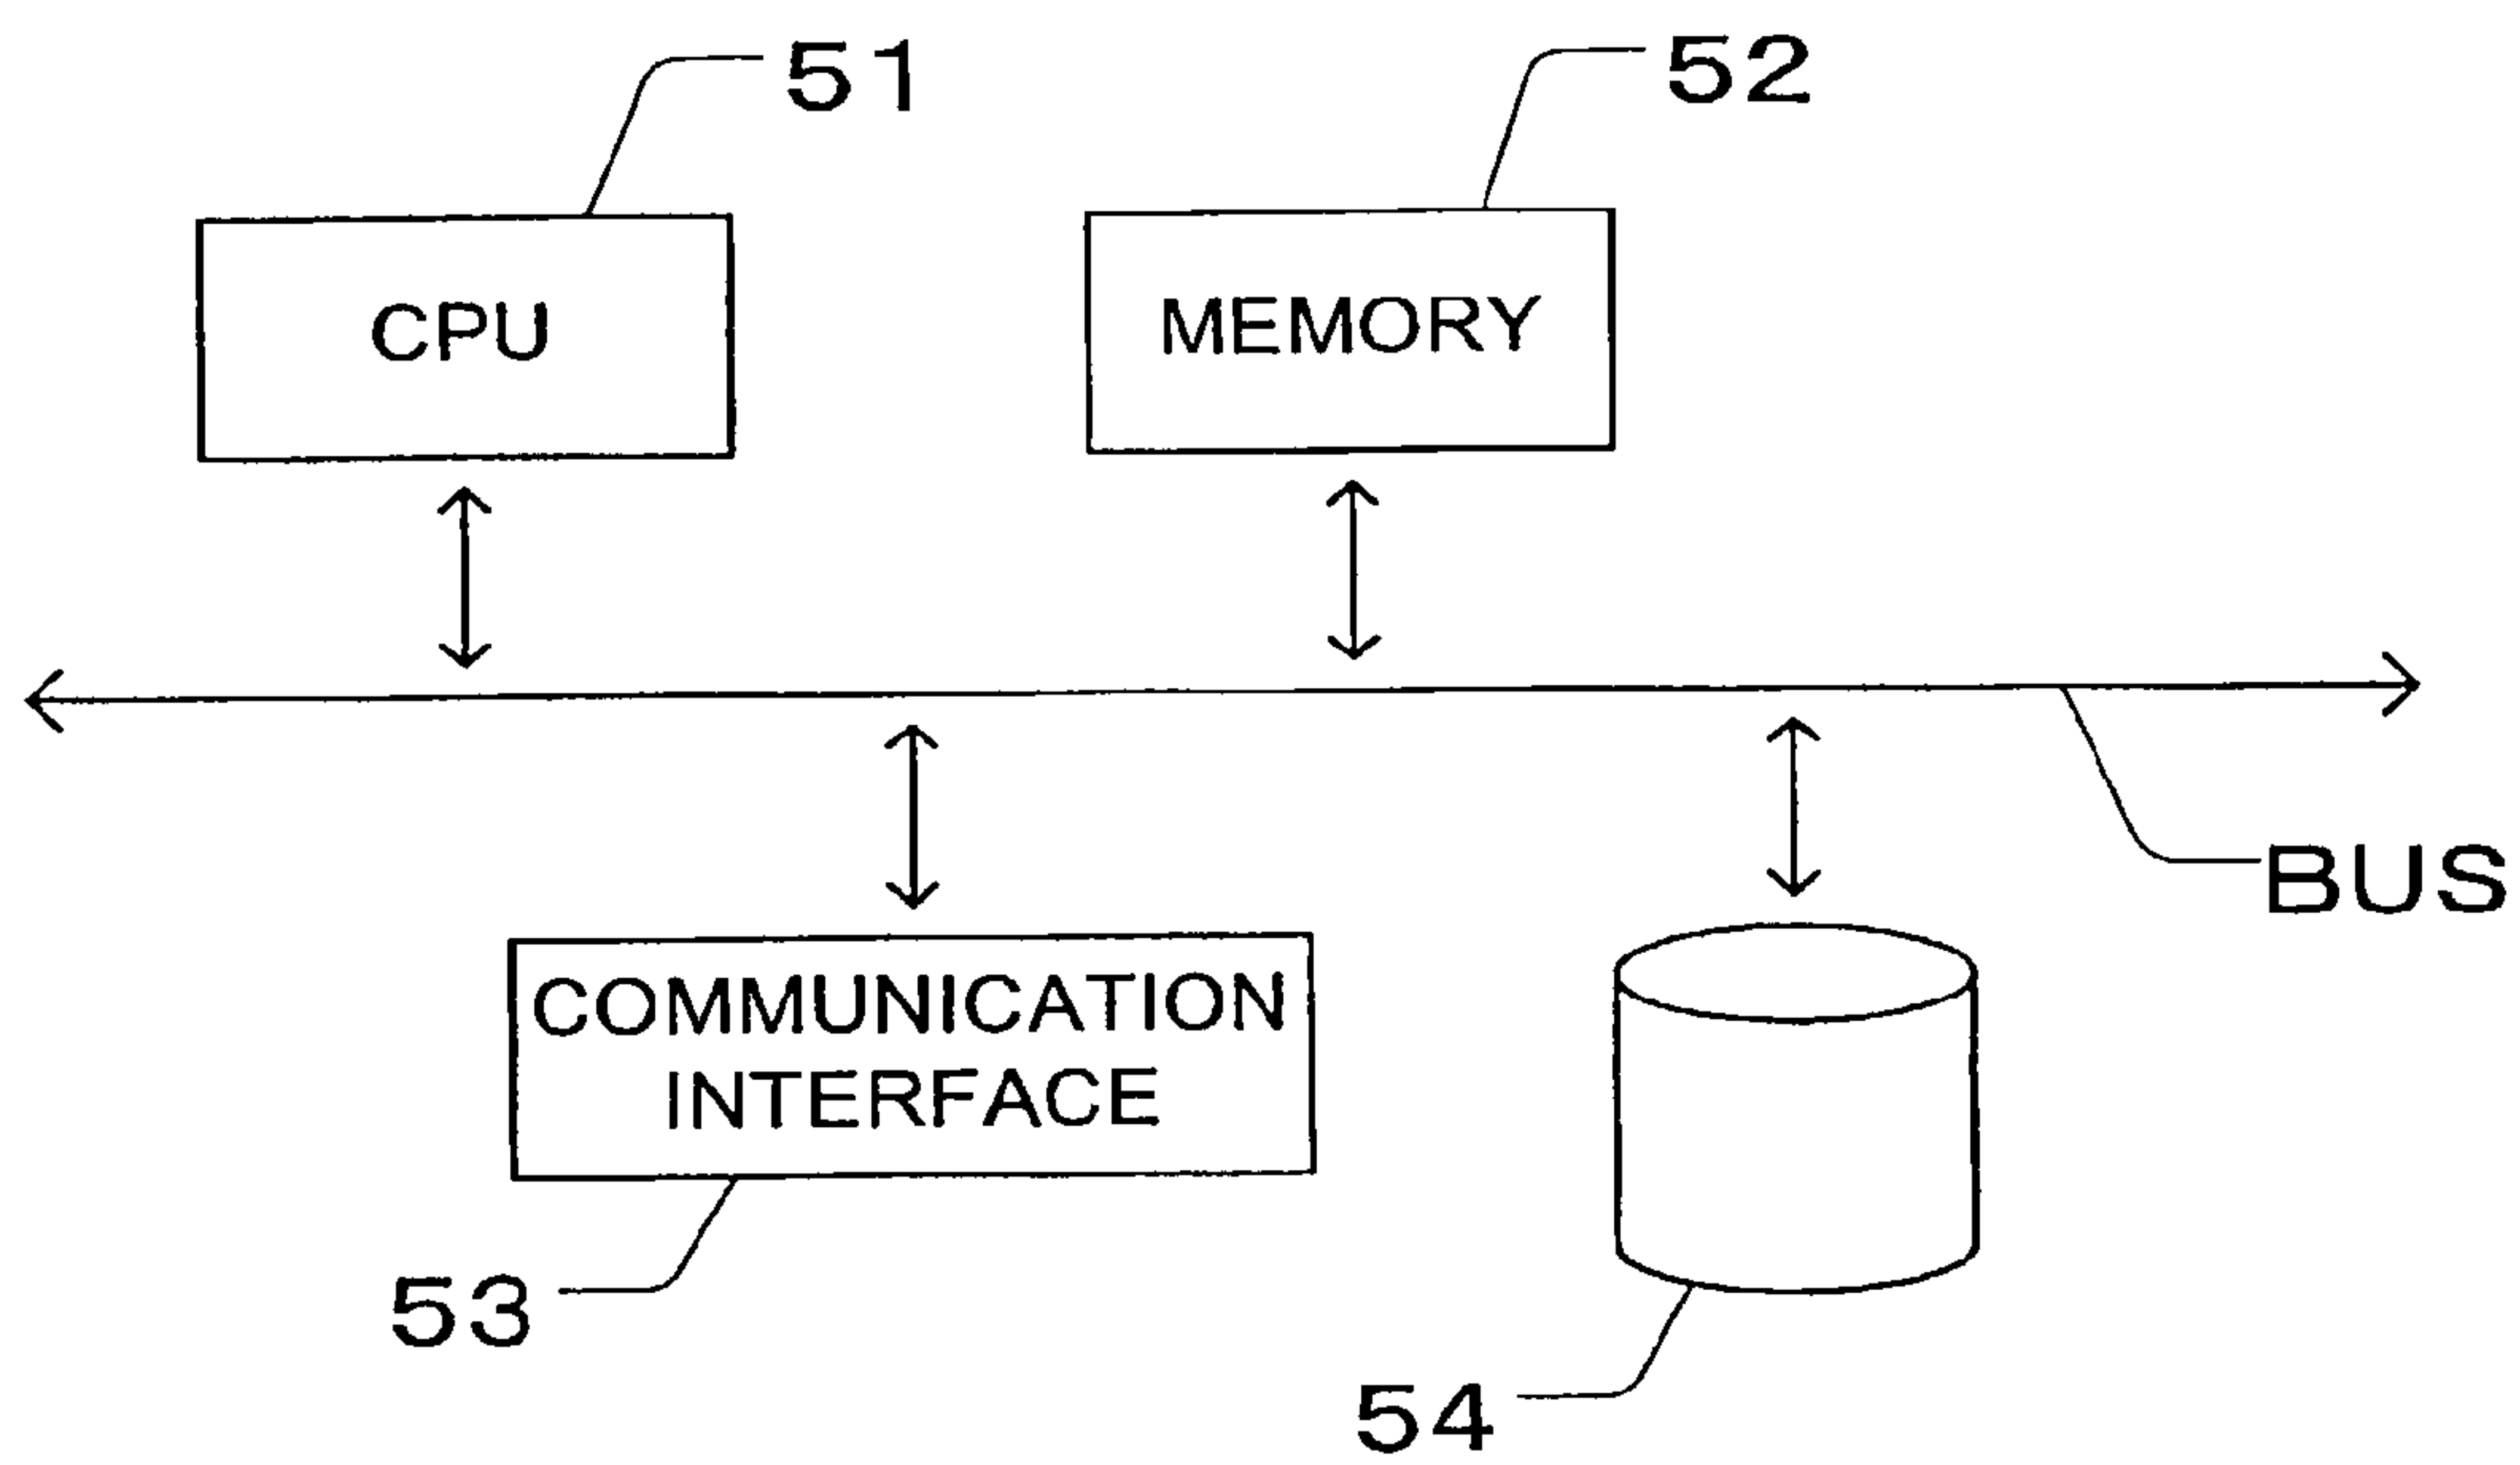 51
52
CPU
MEMORY
BUS
COMMUNICATION
INTERFACE
53
54